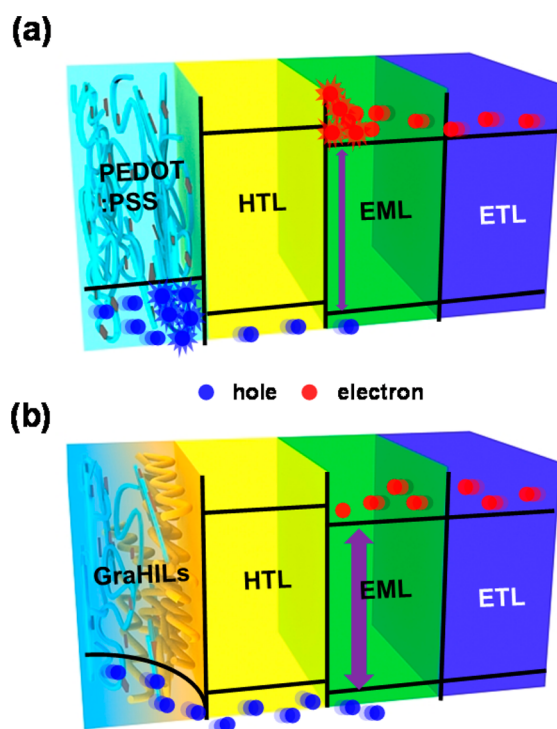 (a)
PEDOT
:PSS
HTL
EML
ETL
hole
electron
(b)
GraHILs
HTL
EML
ETL